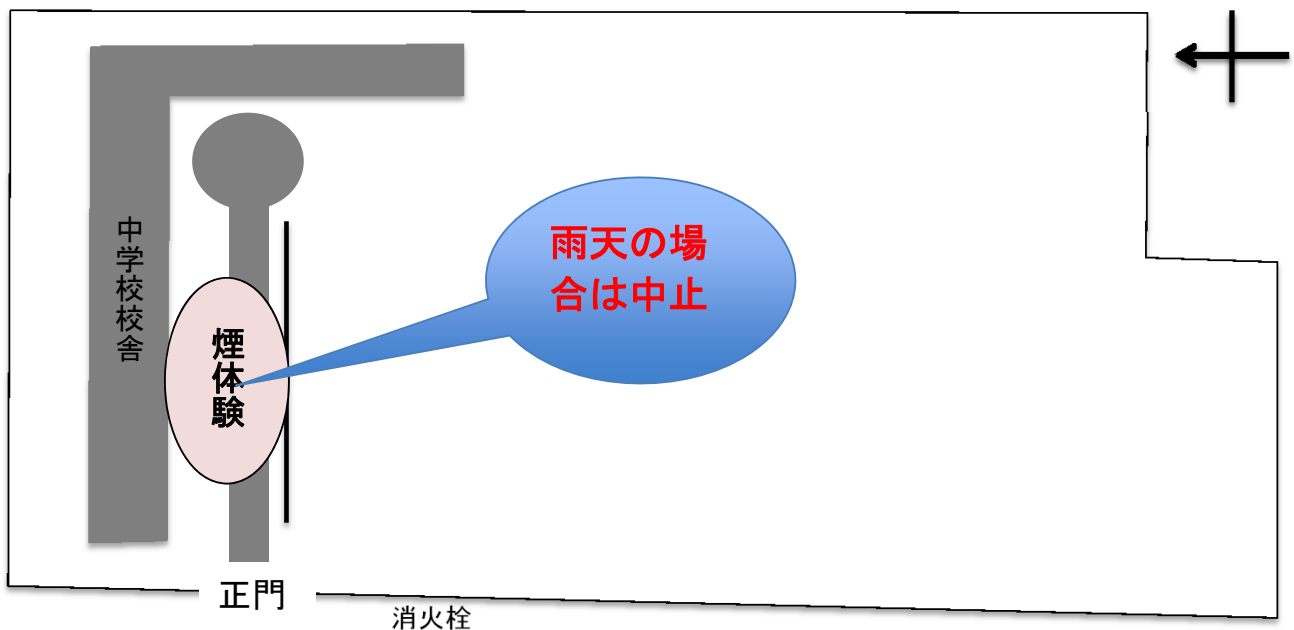 中学校校舎
煙体験
雨天の場
合は中止
正門
消火栓